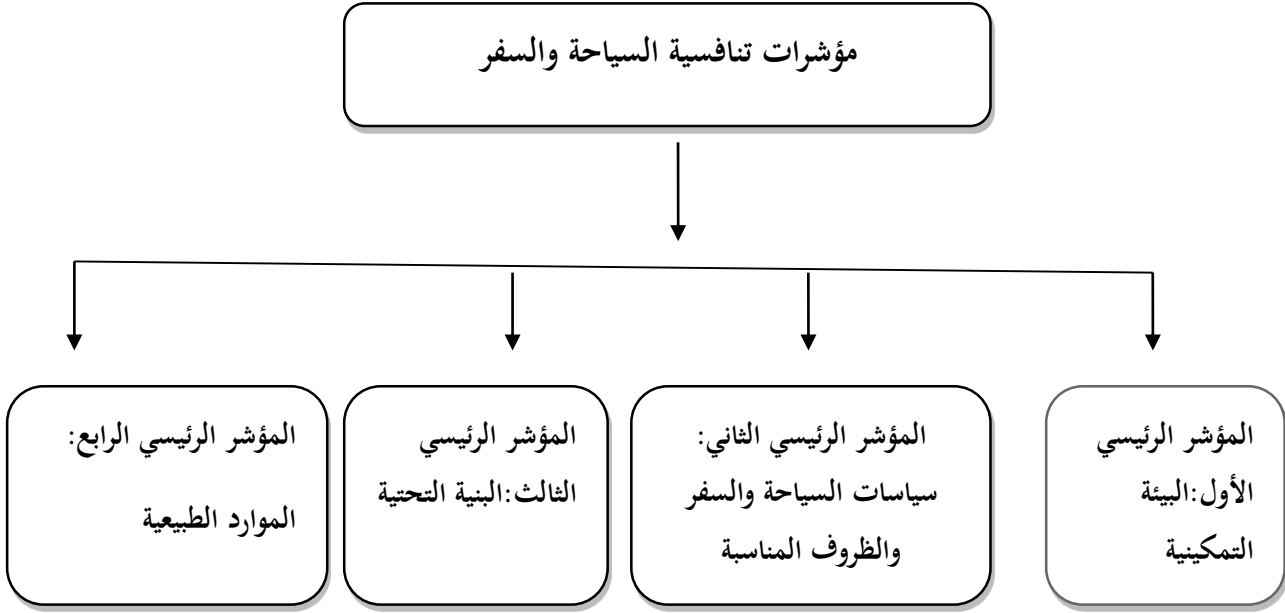 مؤشرات تنافسية السياحة والسفر
المؤشر الرئيسي
الأول:البيئة
التمكينية
المؤشر الرئيسي الثاني:
سياسات السياحة والسفر
والظروف المناسبة
المؤشر الرئيسي
الثالث:البنية التحتية
المؤشر الرئيسي الرابع:
الموارد الطبيعية